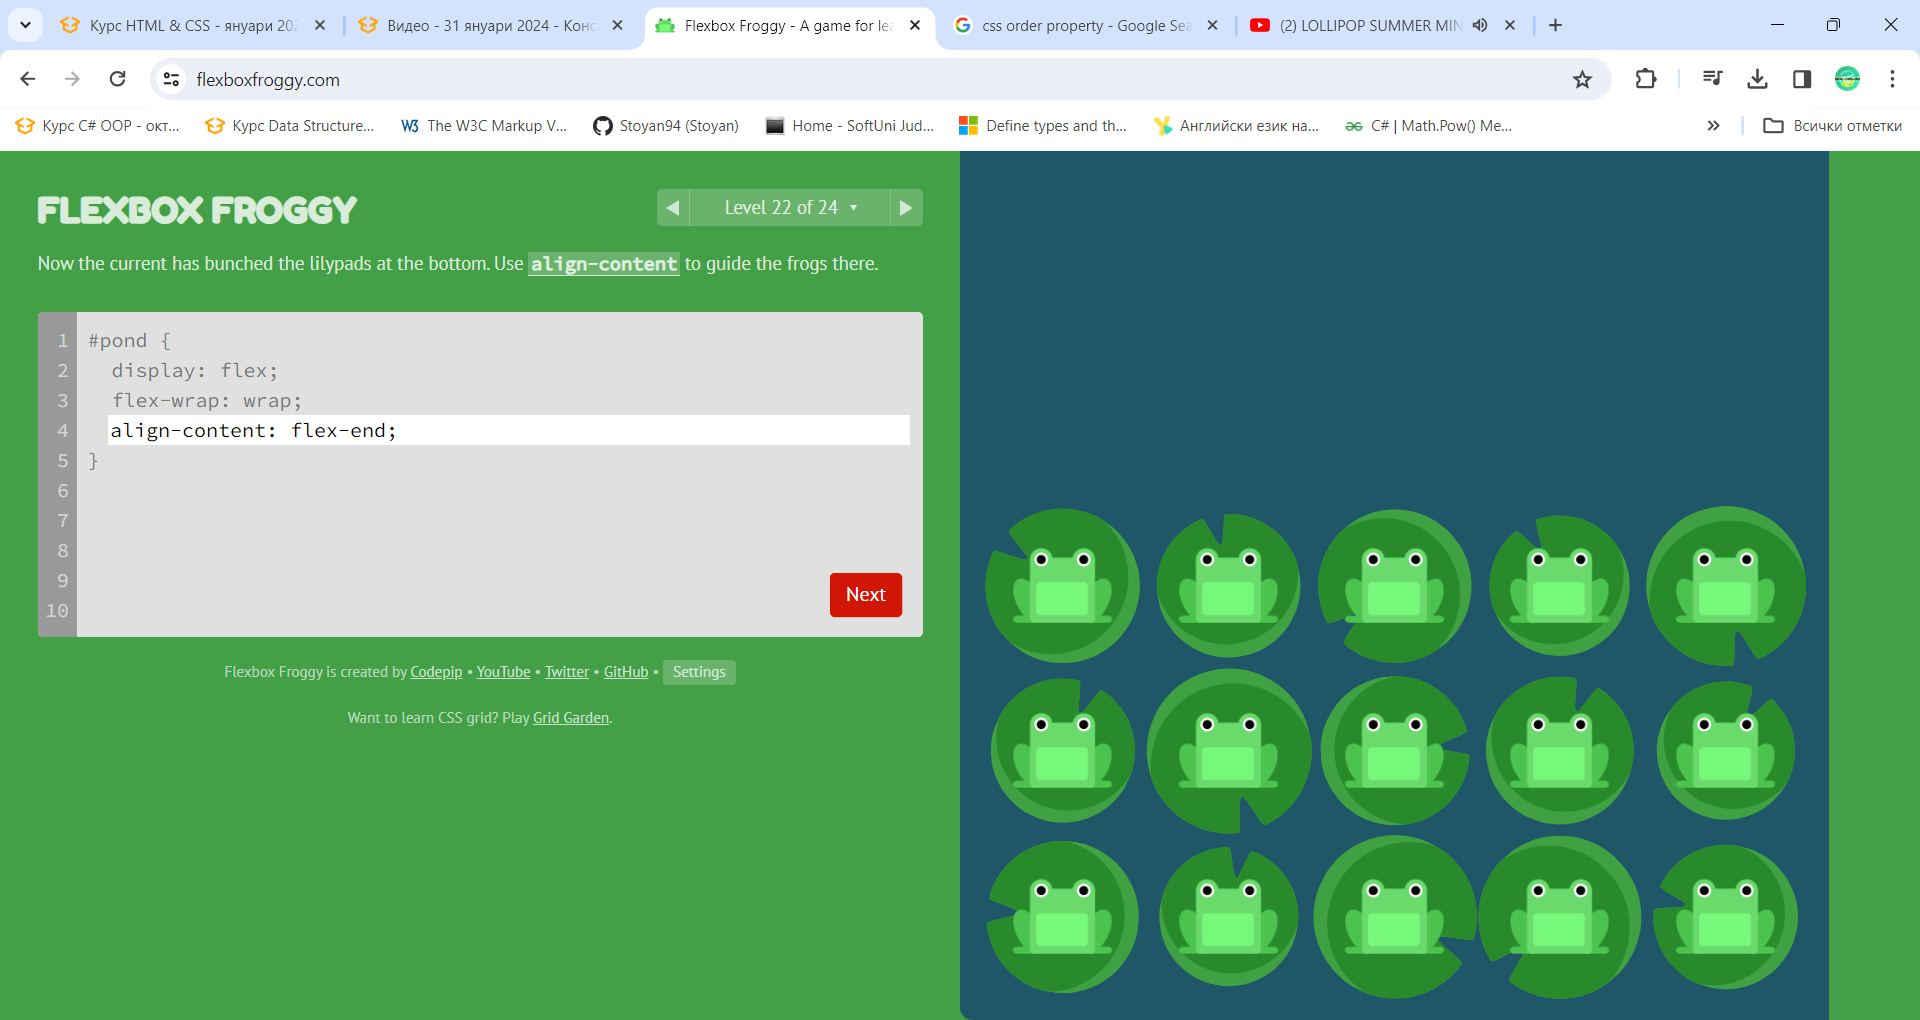 Курс HTML & CSS - януари 202
Видео - 31 януари 2024 - Конс
Flexbox Froggy - A game for lea
css order property - Google Sea
(2) LOLLIPOP SUMMER MIN
flexboxfroggy.com
Курс C# OOP - окт...
Курс Data Structure...
W3 The W3C Markup V...
Stoyan94 (Stoyan)
Home - SoftUni Jud...
Define types and th...
Английски език на...
C# | Math.Pow() Me...
Всички отметки
FLEXBOX FROGGY
Level 22 of 24
Now the current has bunched the lilypads at the bottom. Use align-content to guide the frogs there.
1 #pond {
2 display: flex;
3 flex-wrap: wrap;
4 align-content: flex-end;
5 }
6
7
8
9
10
Next
Flexbox Froggy is created by Codepip • YouTube • Twitter • GitHub • Settings
Want to learn CSS grid? Play Grid Garden.